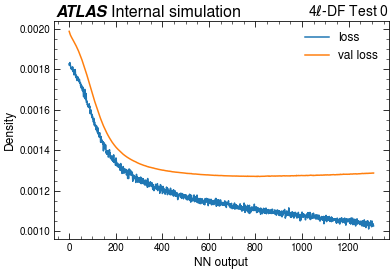 ATLAS Internal simulation
4ℓ-DF Test 0
loss
val loss
0.0020
0.0018
0.0016
0.0014
0.0012
0.0010
Density
0 200 400 600 800 1000 1200
NN output